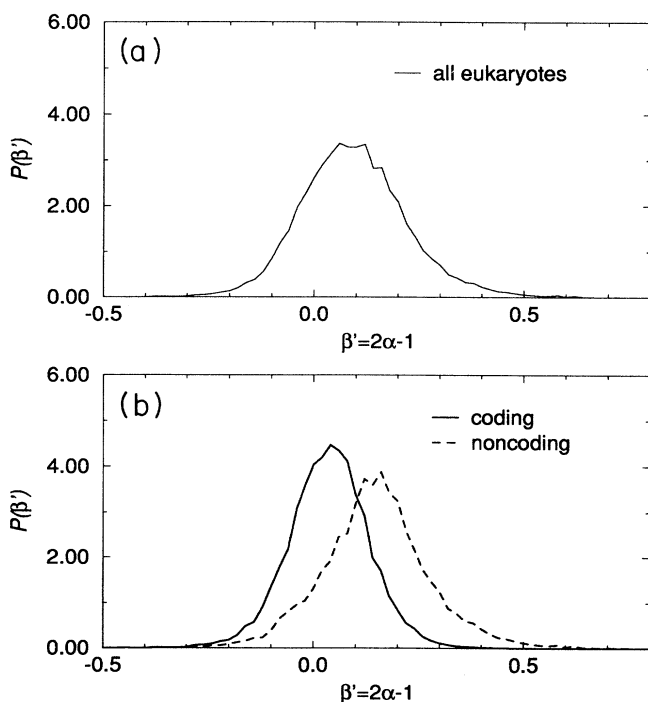 6.00
(a)
all eukaryotes
4.00
P(β')
2.00
0.00
-0.5 0.0 0.5
β'=2α-1
6.00
(b)
coding
noncoding
4.00
P(β')
2.00
0.00
-0.5 0.0 0.5
β'=2α-1